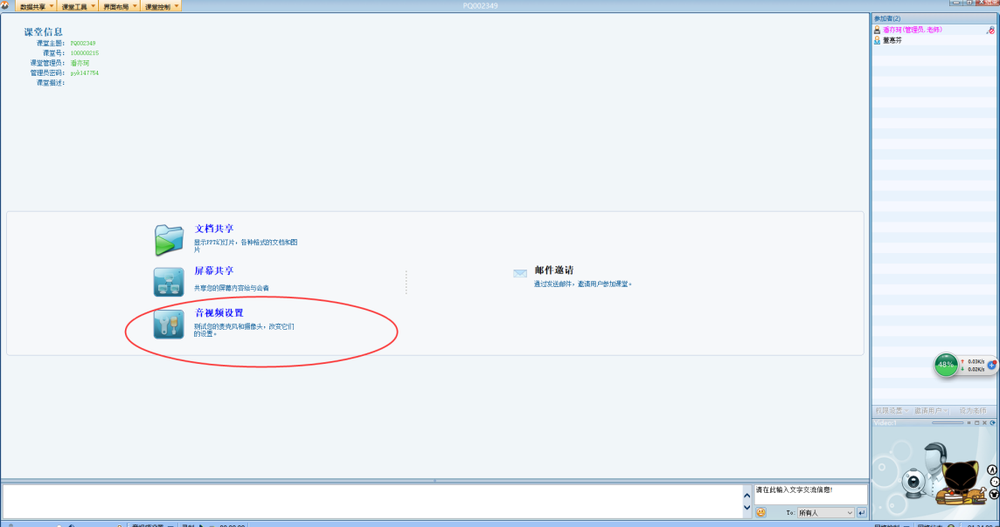 数据共享 课堂工具 界面布局 课堂控制
PQ002349
课堂信息
课堂主题: PQ002349
课堂号: 100000215
课堂管理员: 潘亦珂
管理员密码: pyk147754
课堂描述:
文档共享
显示PPT幻灯片，各种格式的文档和图
片
屏幕共享
共享您的屏幕内容给与会者
音视频设置
测试您的麦克风和摄像头，改变它们
的设置。
邮件邀请
通过发送邮件，邀请用户参加课堂。
参加者(2)
潘亦珂(管理员,老师)
董惠芬
48%
0.03K/s
0.02K/s
权限设置 邀请用户 设为老师
Video:1
请在此输入文字交流信息!
To: 所有人